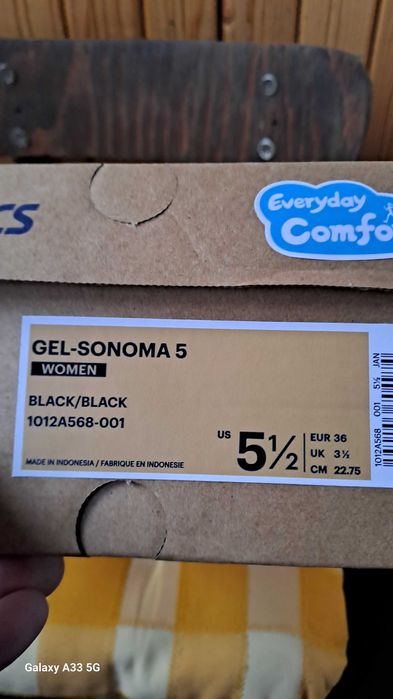 CS
Everyday
Comfo
GEL-SONOMA 5
WOMEN
BLACK/BLACK
1012A568-001
MADE IN INDONESIA / FABRIQUE EN INDONESIE
US 5½
EUR 36
UK 3½
CM 22.75
1012A568 001 5½ JAN
Galaxy A33 5G